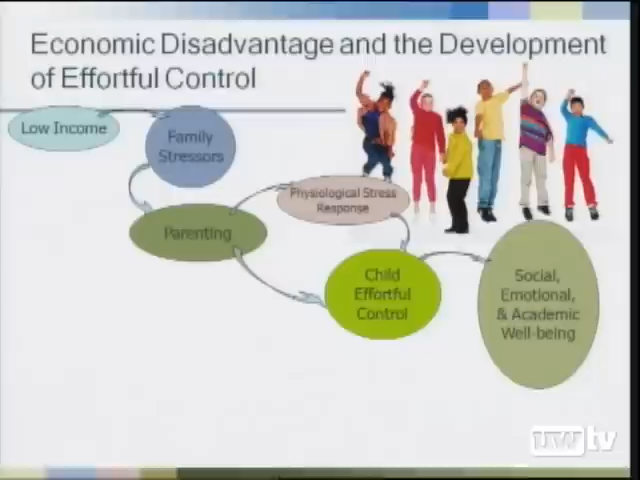 Economic Disadvantage and the Development
of Effortful Control
Low Income
Family
Stressors
Physiological Stress
Response
Parenting
Child
Effortful
Control
Social,
Emotional,
& Academic
Well-being
uwtv